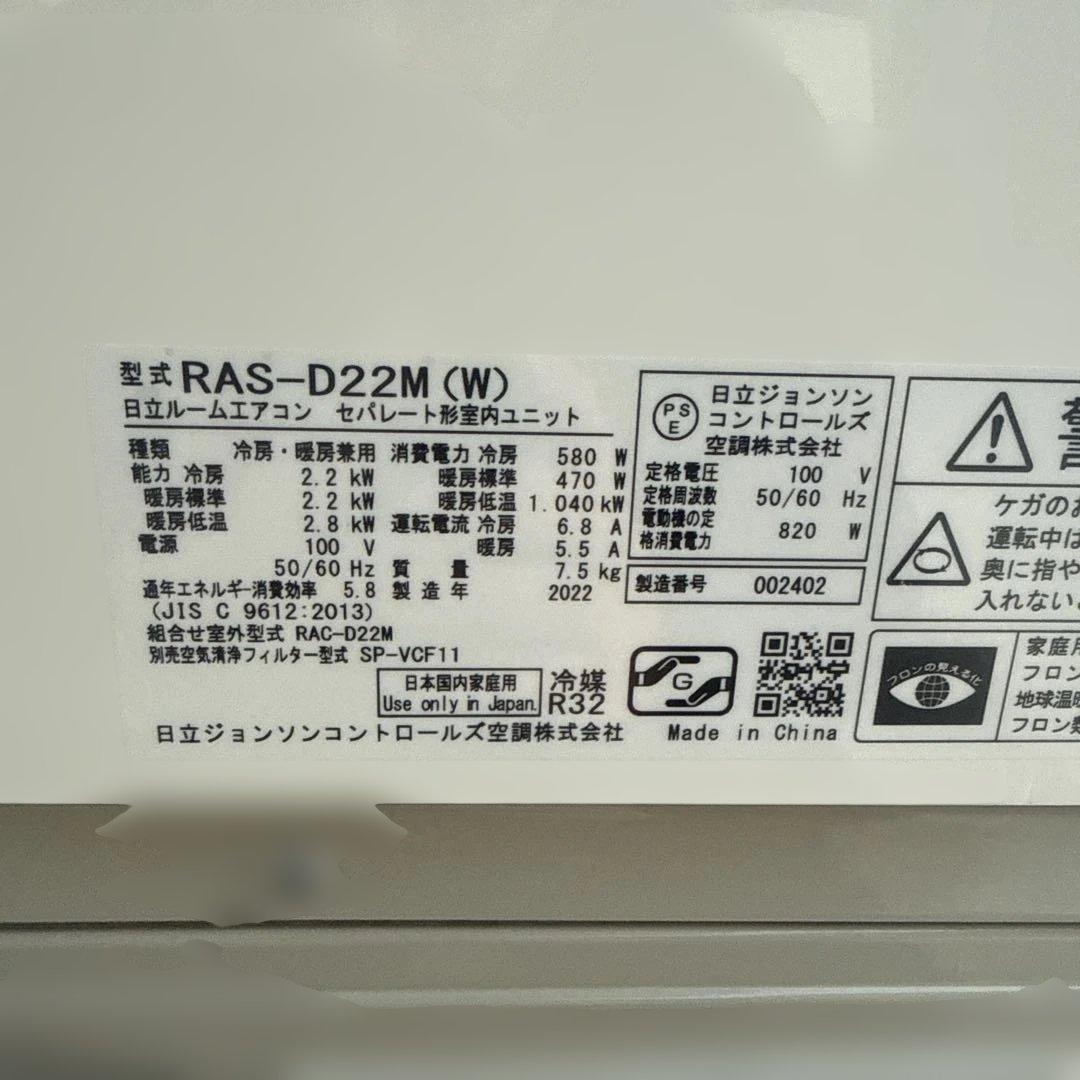 型式 RAS-D22M(W)
日立ルームエアコン セパレート形室内ユニット
種類 冷房・暖房兼用
能力 冷房 2.2 kW
暖房標準 2.2 kW
暖房低温 2.8 kW
電源 100 V
50/60 Hz
通年エネルギー消費効率 5.8
(JIS C 9612:2013)
消費電力 冷房 580 W
暖房標準 470 W
暖房低温 1.040 kW
運転電流 冷房 6.8 A
暖房 5.5 A
質量 7.5 kg
製造年 2022
組合せ室外型式 RAC-D22M
別売空気清浄フィルター型式 SP-VCF11
日本国内家庭用
Use only in Japan.
冷媒
R32
日立ジョンソンコントロールズ空調株式会社
PS
E
日立ジョンソン
コントロールズ
空調株式会社
定格電圧 100 V
定格周波数 50/60 Hz
電動機の定
格消費電力 820 W
製造番号 002402
G
Made in China
ケガのお
運転中は
奥に指や
入れない
フロンの見える化
家庭用
フロン
地球温暖
フロン類